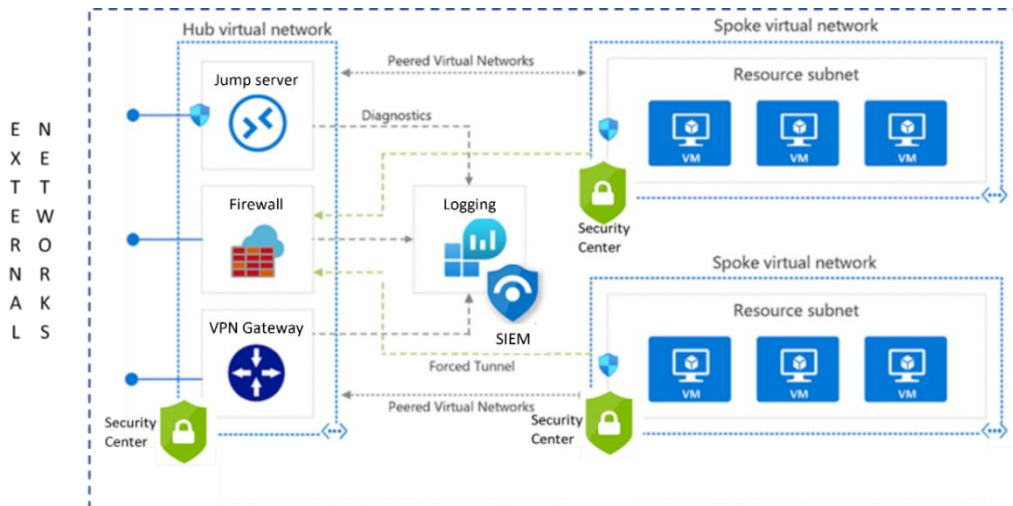 EXTERNAL
NETWORKS
Hub virtual network
Jump server
Firewall
VPN Gateway
Security
Center
Peered Virtual Networks
Diagnostics
Logging
SIEM
Forced Tunnel
Peered Virtual Networks
Spoke virtual network
Resource subnet
VM
VM
VM
Security
Center
Spoke virtual network
Resource subnet
VM
VM
VM
Security
Center